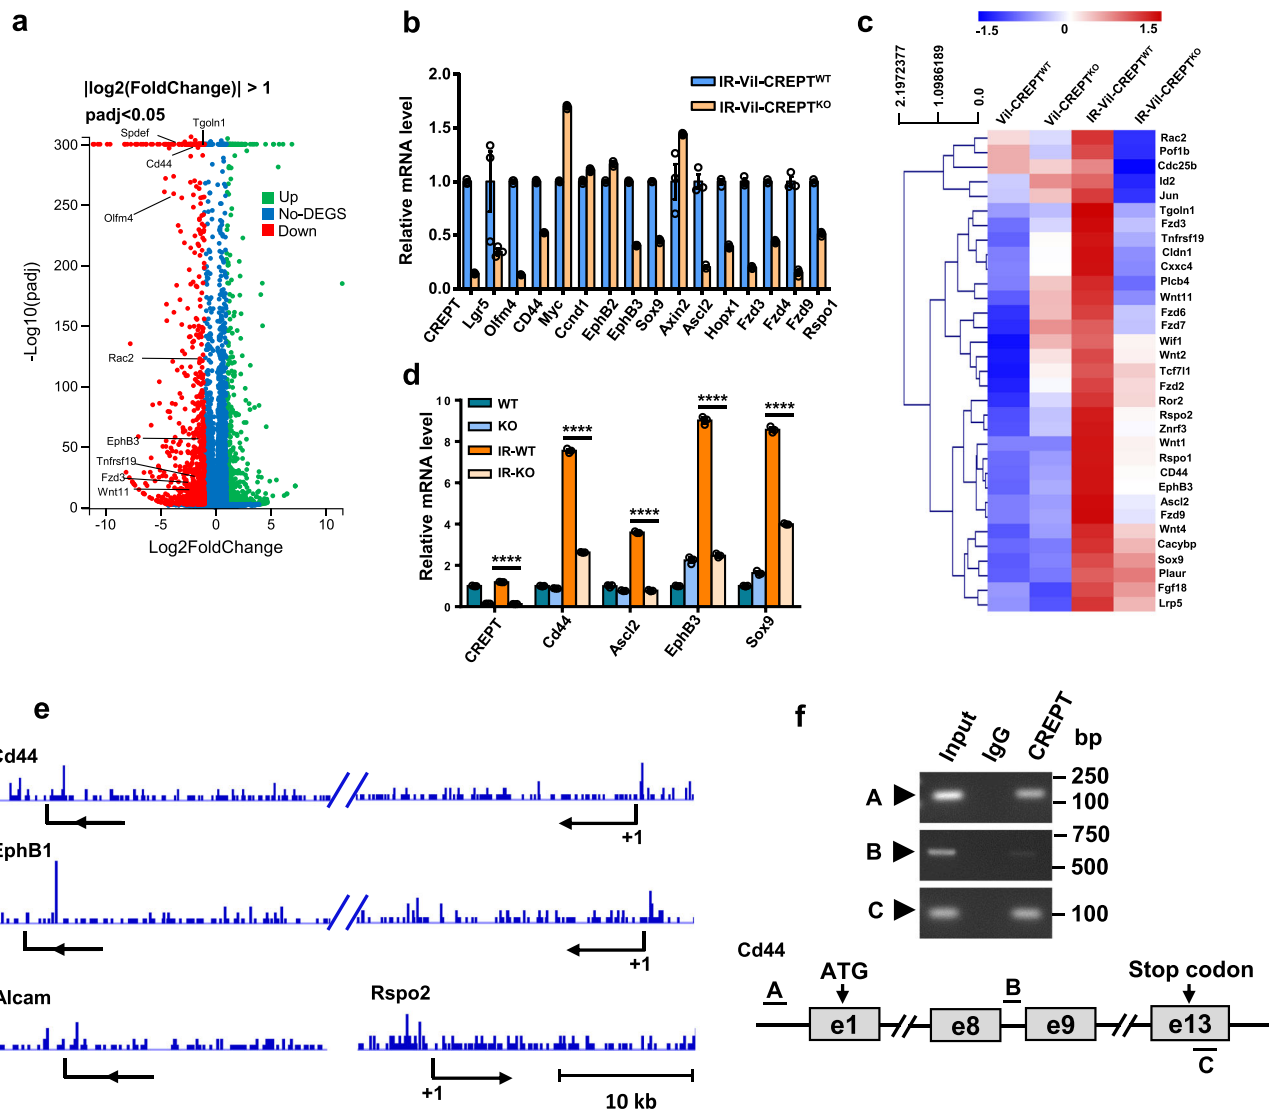 a
|log2(FoldChange)| > 1
padj<0.05
Tgoln1
Spdef
Cd44
Olfm4
Rac2
EphB3
Tnfrsf19
Fzd3
Wnt11
Up
No-DEGS
Down
-Log10(padj)
300
250
200
150
100
50
0
-10
-5
0
5
10
Log2FoldChange
b
Relative mRNA level
2.0
1.5
1.0
0.5
0.0
IR-Vil-CREPTWT
IR-Vil-CREPTKO
CREPT
Lgr5
Olfm4
CD44
Myc
Ccnd1
EphB2
EphB3
Sox9
Axin2
Ascl2
Hopx1
Fzd3
Fzd4
Fzd9
Rspo1
c
-1.5
0
1.5
2.1972377
1.0986189
0.0
Vil-CREPTWT
Vil-CREPTKO
IR-Vil-CREPTWT
IR-Vil-CREPTKO
Rac2
Pof1b
Cdc25b
Id2
Jun
Tgoln1
Fzd3
Tnfrsf19
Cldn1
Cxxc4
Plcb4
Wnt11
Fzd6
Fzd7
Wif1
Wnt2
Tcf7l1
Fzd2
Ror2
Rspo2
Znrf3
Wnt1
Rspo1
CD44
EphB3
Ascl2
Fzd9
Wnt4
Cacybp
Sox9
Plaur
Fgf18
Lrp5
d
Relative mRNA level
10
8
6
4
2
0
WT
KO
IR-WT
IR-KO
****
****
****
****
****
CREPT
Cd44
Ascl2
EphB3
Sox9
e
Cd44
+1
EphB1
+1
Alcam
Rspo2
+1
10 kb
f
Input
IgG
CREPT
bp
A
250
100
B
750
500
C
100
Cd44
ATG
Stop codon
A
B
e1
e8
e9
e13
C